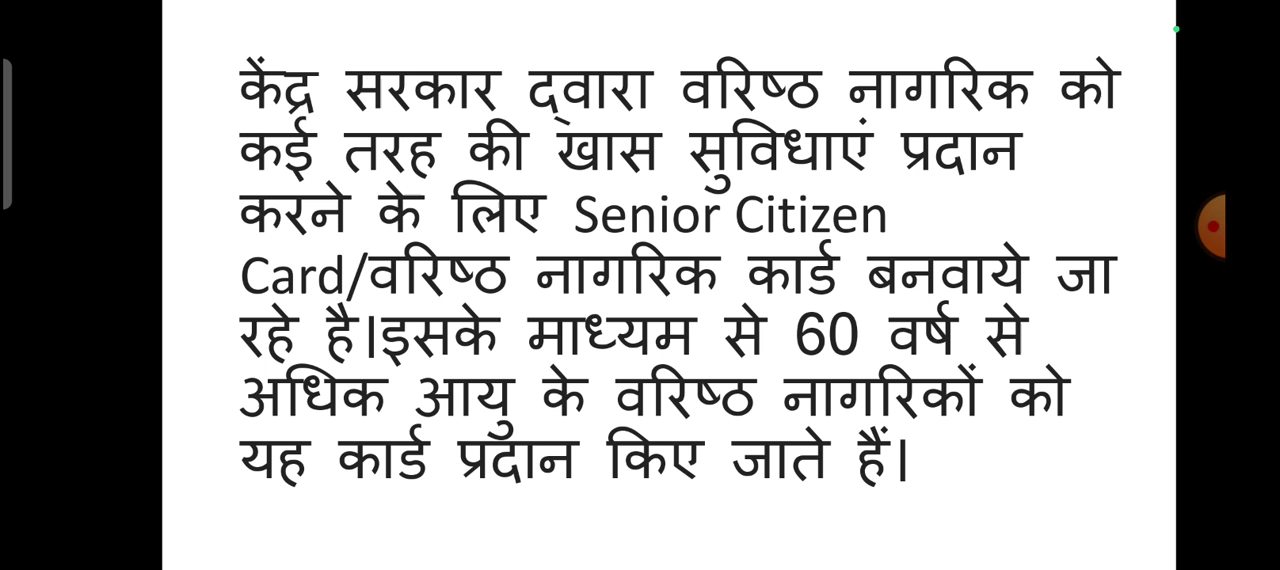 केंद्र सरकार द्वारा वरिष्ठ नागरिक को
कई तरह की खास सुविधाएं प्रदान
करने के लिए Senior Citizen
Card/वरिष्ठ नागरिक कार्ड बनवाये जा
रहे है।इसके माध्यम से 60 वर्ष से
अधिक आयु के वरिष्ठ नागरिकों को
यह कार्ड प्रदान किए जाते हैं।